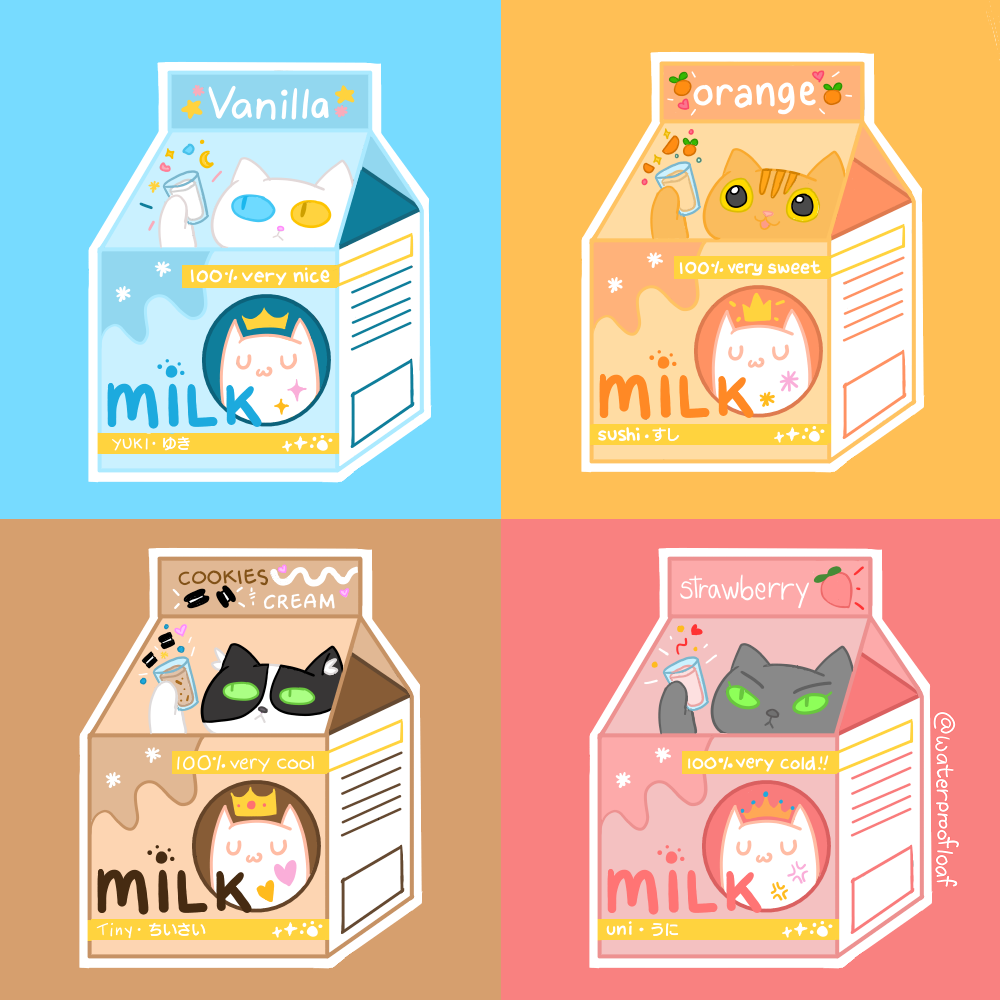 Vanilla
100% very nice
milk
YUKI・ゆき
orange
100% very sweet
milk
sushi・すし
COOKIES
CREAM
100% very cool
milk
Tiny・ちいさい
strawberry
100% very cold!!
milk
uni・うに
@waterproofloaf